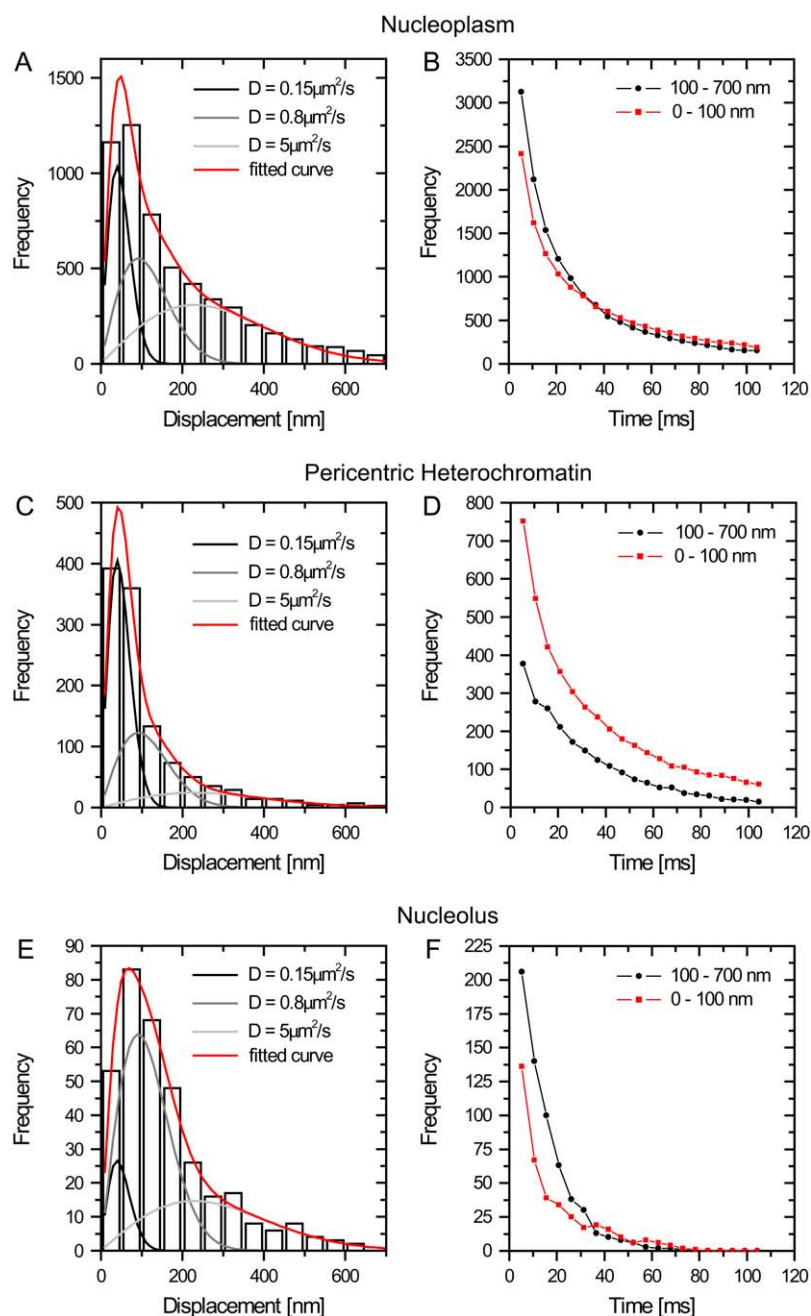 Nucleoplasm
A
Frequency
1500
1000
500
0
D = 0.15µm²/s
D = 0.8µm²/s
D = 5µm²/s
fitted curve
0 200 400 600
Displacement [nm]
B
Frequency
3500
3000
2500
2000
1500
1000
500
0
100 - 700 nm
0 - 100 nm
0 20 40 60 80 100 120
Time [ms]
Pericentric Heterochromatin
C
Frequency
500
400
300
200
100
0
D = 0.15µm²/s
D = 0.8µm²/s
D = 5µm²/s
fitted curve
0 200 400 600
Displacement [nm]
D
Frequency
800
700
600
500
400
300
200
100
0
100 - 700 nm
0 - 100 nm
0 20 40 60 80 100 120
Time [ms]
Nucleolus
E
Frequency
90
80
70
60
50
40
30
20
10
0
D = 0.15µm²/s
D = 0.8µm²/s
D = 5µm²/s
fitted curve
0 200 400 600
Displacement [nm]
F
Frequency
225
200
175
150
125
100
75
50
25
0
100 - 700 nm
0 - 100 nm
0 20 40 60 80 100 120
Time [ms]